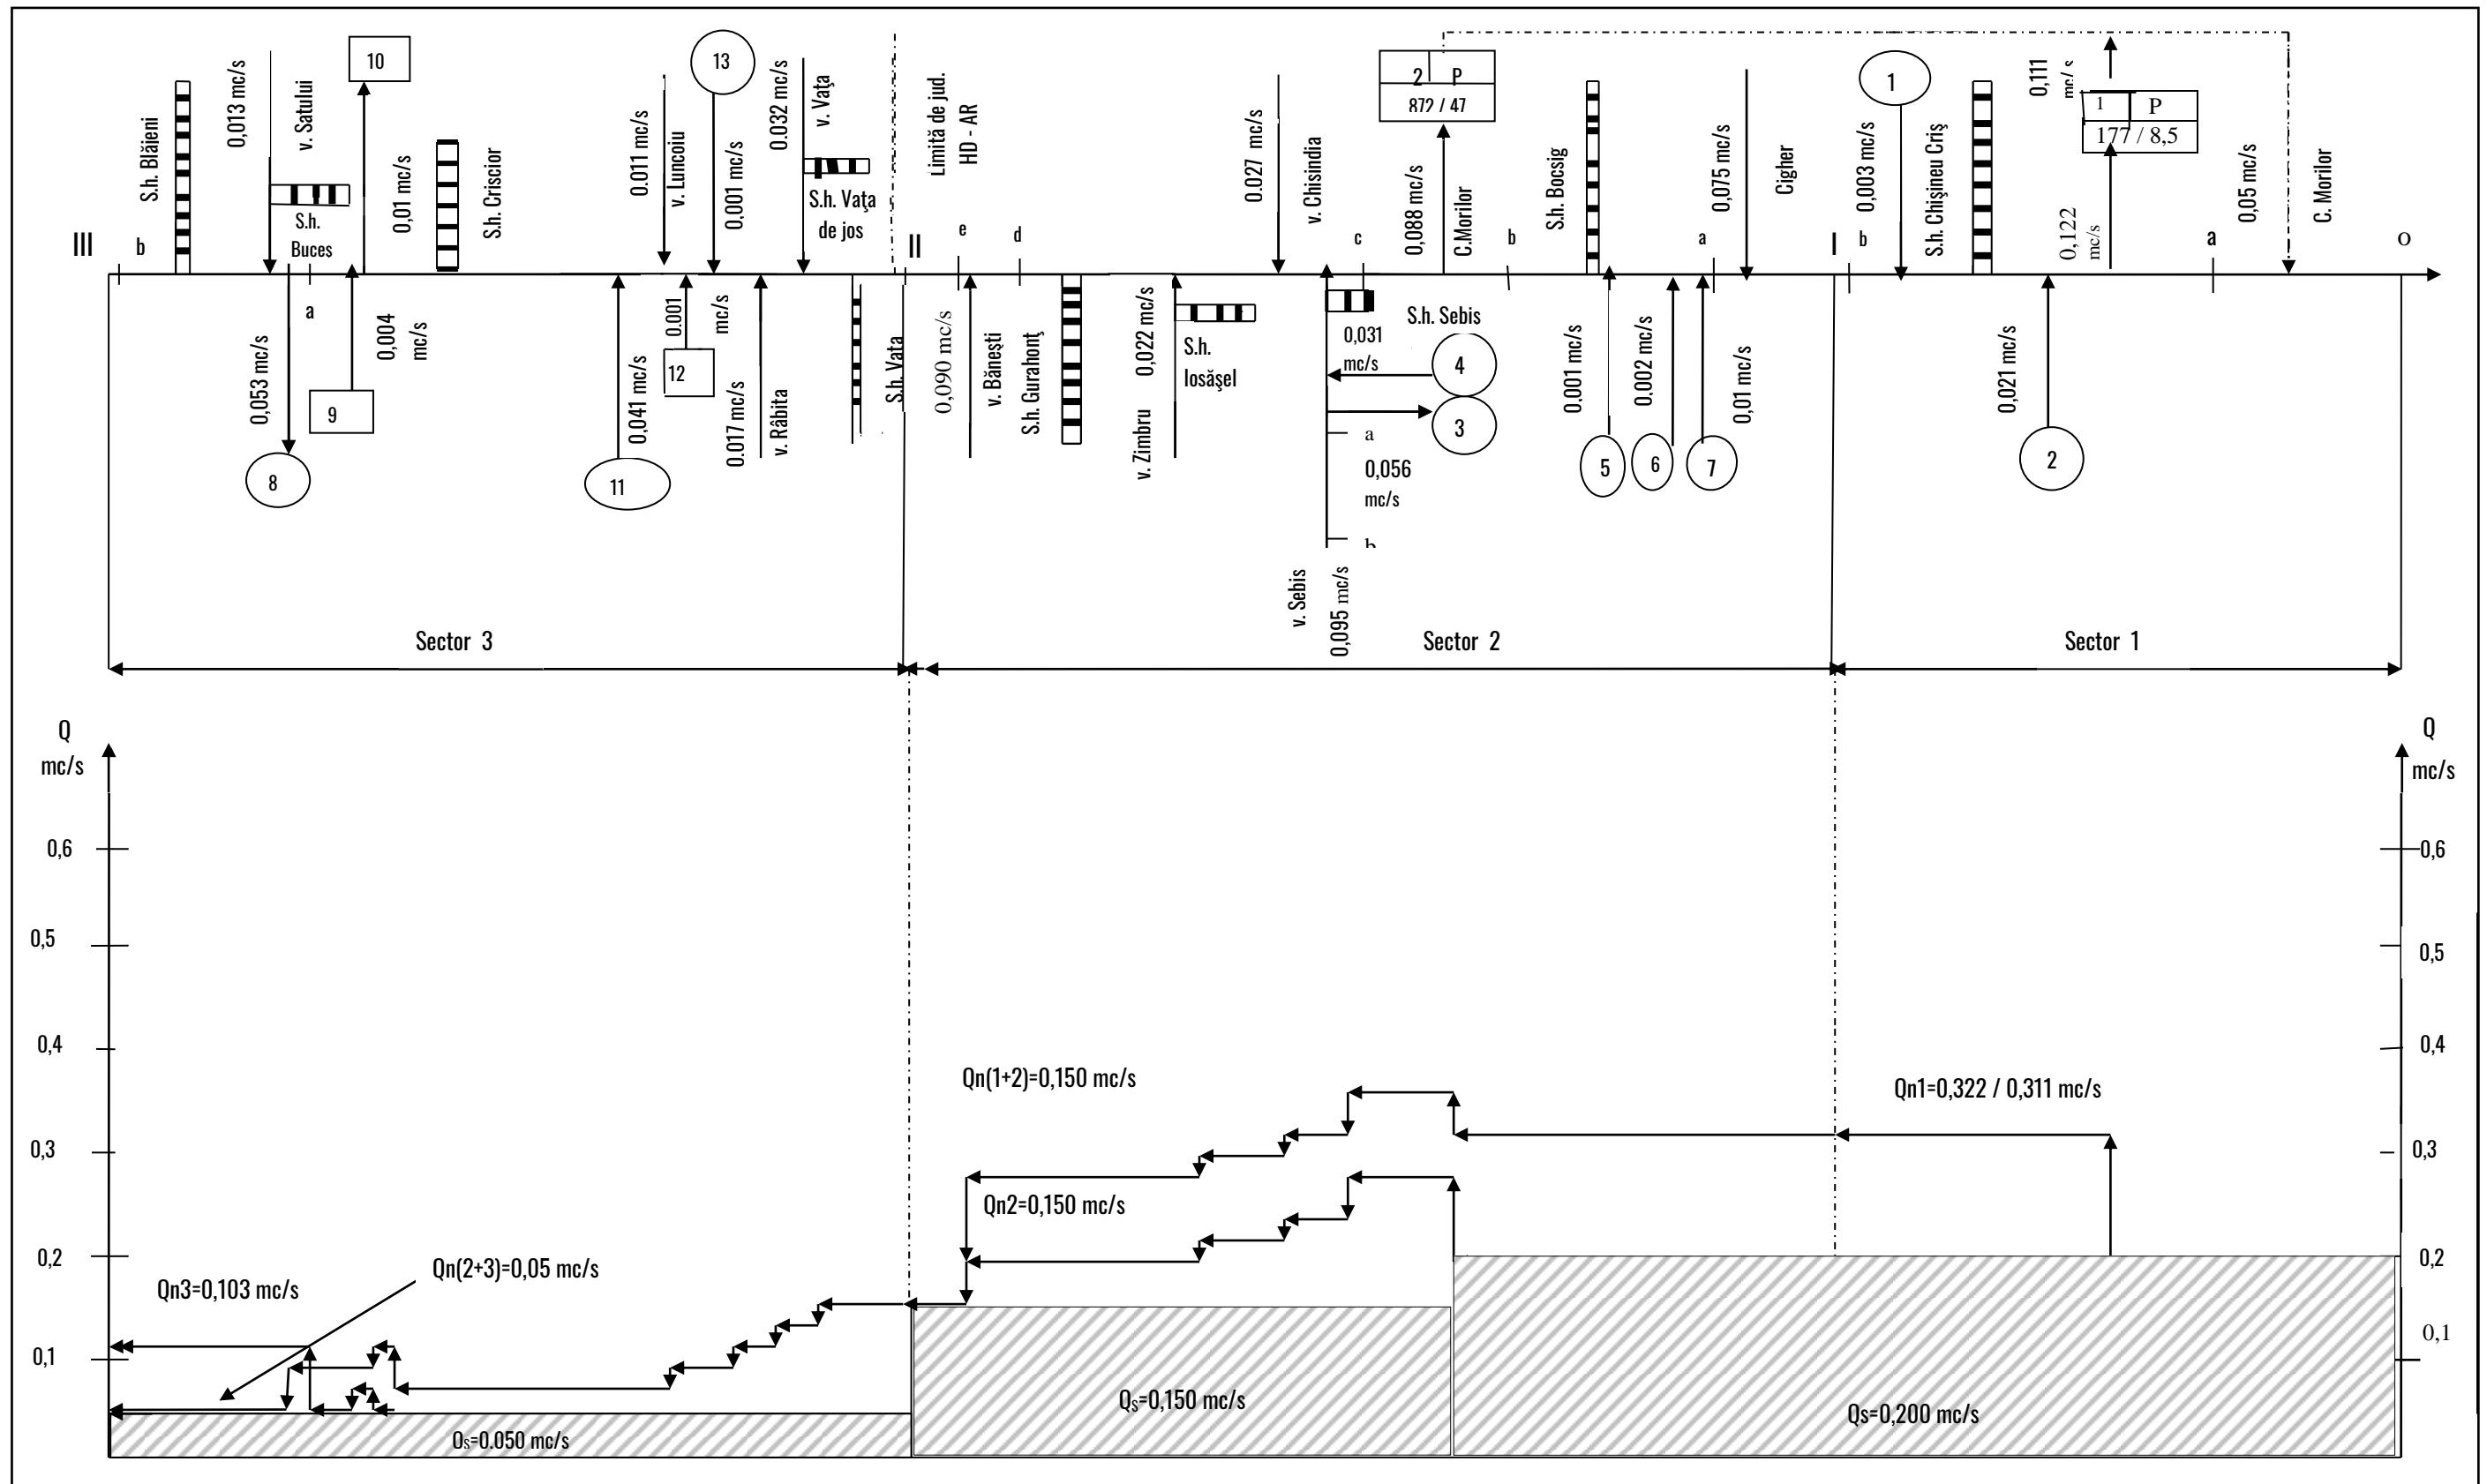 S.h. Blăieni
0,013 mc/s
v. Satului
10
S.h.
Buces
0,01 mc/s
S.h. Criscior
0.011 mc/s
v. Luncoiu
13
0,001 mc/s
0.032 mc/s
v. Vaţa
S.h. Vaţa
de jos
Limită de jud.
HD - AR
0.027 mc/s
v. Chisindia
2 P
872 / 47
0,088 mc/s
C.Morilor
S.h. Bocsig
0,075 mc/s
Cigher
1
0,003 mc/s
S.h. Chişineu Criş
0,111
mc/s
1 P
177 / 8,5
0,122
mc/s
0,05 mc/s
C. Morilor
III
b
II
e
d
c
b
a
I
b
a
O
a
0,053 mc/s
8
9
0,004
mc/s
11
0,041 mc/s
0.001
mc/s
12
0.017 mc/s
v. Râbita
S.h. Vata
0,090 mc/s
v. Băneşti
S.h. Gurahonţ
0,022 mc/s
v. Zimbru
S.h.
Iosăşel
0,031
mc/s
S.h. Sebis
4
3
a
0,056
mc/s
b
v. Sebis
0,095 mc/s
0.001 mc/s
5
0.002 mc/s
6
0,01 mc/s
7
0,021 mc/s
2
Sector 3
Sector 2
Sector 1
Q
mc/s
0,6
0,5
0,4
0,3
0,2
0,1
Q
mc/s
0,6
0,5
0,4
0,3
0,2
0,1
Qn(1+2)=0,150 mc/s
Qn1=0,322 / 0,311 mc/s
Qn2=0,150 mc/s
Qn(2+3)=0,05 mc/s
Qn3=0,103 mc/s
Qs=0,150 mc/s
Qs=0,200 mc/s
Qs=0.050 mc/s